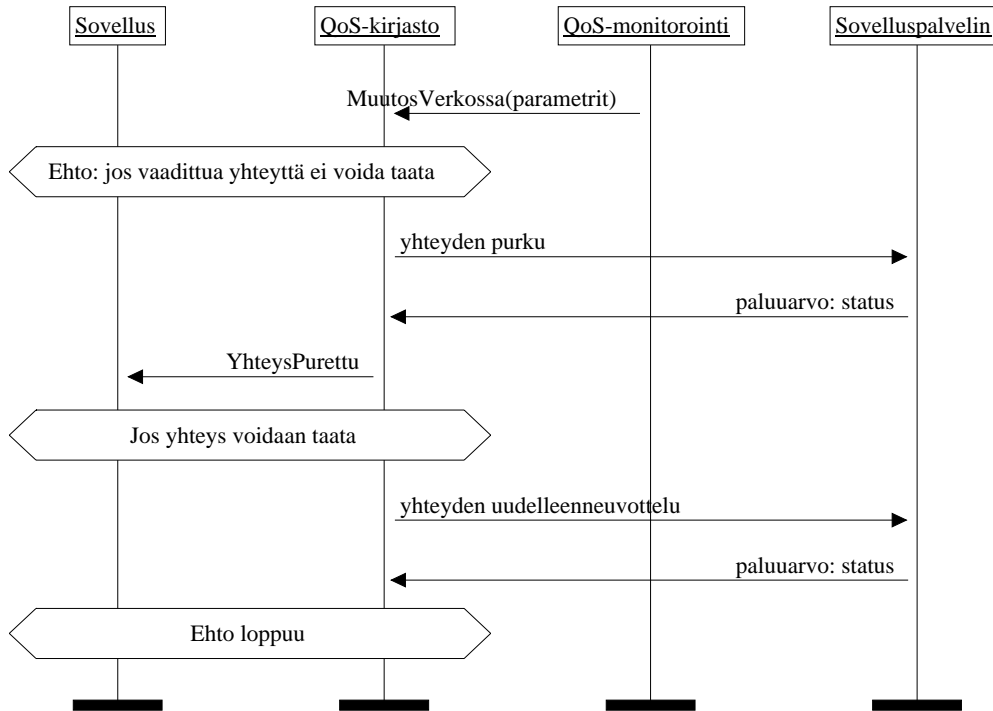 Sovellus
QoS-kirjasto
QoS-monitorointi
Sovelluspalvelin
MuutosVerkossa(parametrit)
Ehto: jos vaadittua yhteyttä ei voida taata
yhteyden purku
paluuarvo: status
YhteysPurettu
Jos yhteys voidaan taata
yhteyden uudelleenneuvottelu
paluuarvo: status
Ehto loppuu